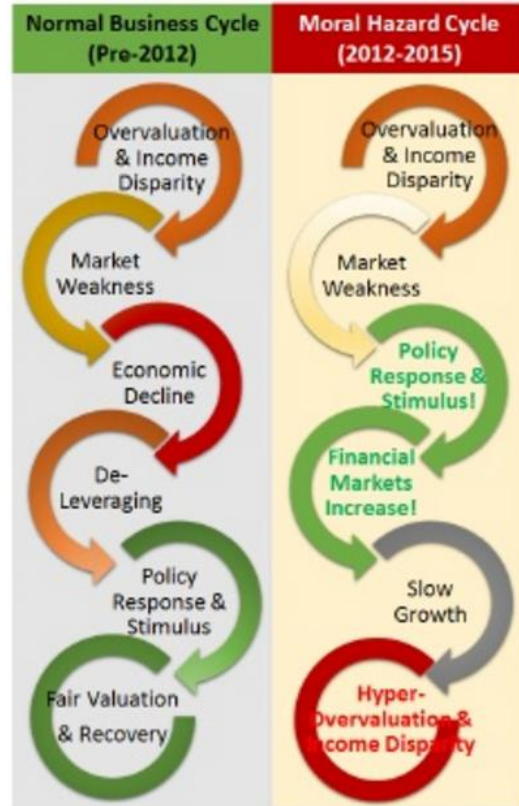 Normal Business Cycle
(Pre-2012)
Overvaluation
& Income
Disparity
Market
Weakness
Economic
Decline
De-
Leveraging
Policy
Response &
Stimulus
Fair Valuation
& Recovery
Moral Hazard Cycle
(2012-2015)
Overvaluation
& Income
Disparity
Market
Weakness
Policy
Response &
Stimulus!
Financial
Markets
Increase!
Slow
Growth
Hyper-
Overvaluation &
Income Disparity